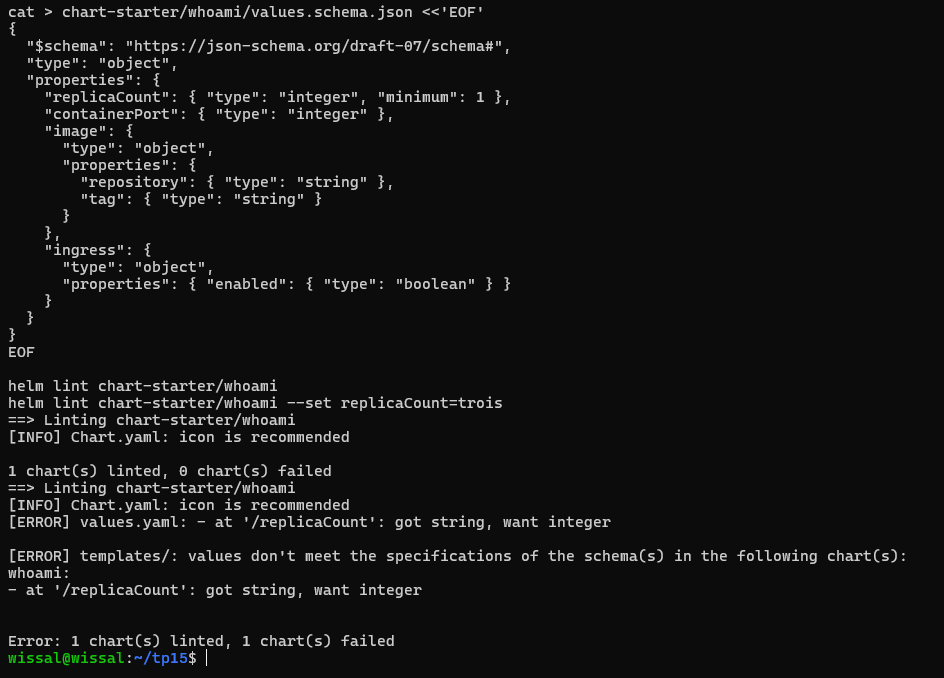 cat > chart-starter/whoami/values.schema.json <<'EOF'
{
  "$schema": "https://json-schema.org/draft-07/schema#",
  "type": "object",
  "properties": {
    "replicaCount": { "type": "integer", "minimum": 1 },
    "containerPort": { "type": "integer" },
    "image": {
      "type": "object",
      "properties": {
        "repository": { "type": "string" },
        "tag": { "type": "string" }
      }
    },
    "ingress": {
      "type": "object",
      "properties": { "enabled": { "type": "boolean" } }
    }
  }
}
EOF

helm lint chart-starter/whoami
helm lint chart-starter/whoami --set replicaCount=trois
==> Linting chart-starter/whoami
[INFO] Chart.yaml: icon is recommended

1 chart(s) linted, 0 chart(s) failed
==> Linting chart-starter/whoami
[INFO] Chart.yaml: icon is recommended
[ERROR] values.yaml: - at '/replicaCount': got string, want integer

[ERROR] templates/: values don't meet the specifications of the schema(s) in the following chart(s):
whoami:
- at '/replicaCount': got string, want integer


Error: 1 chart(s) linted, 1 chart(s) failed
wissal@wissal:~/tp15$